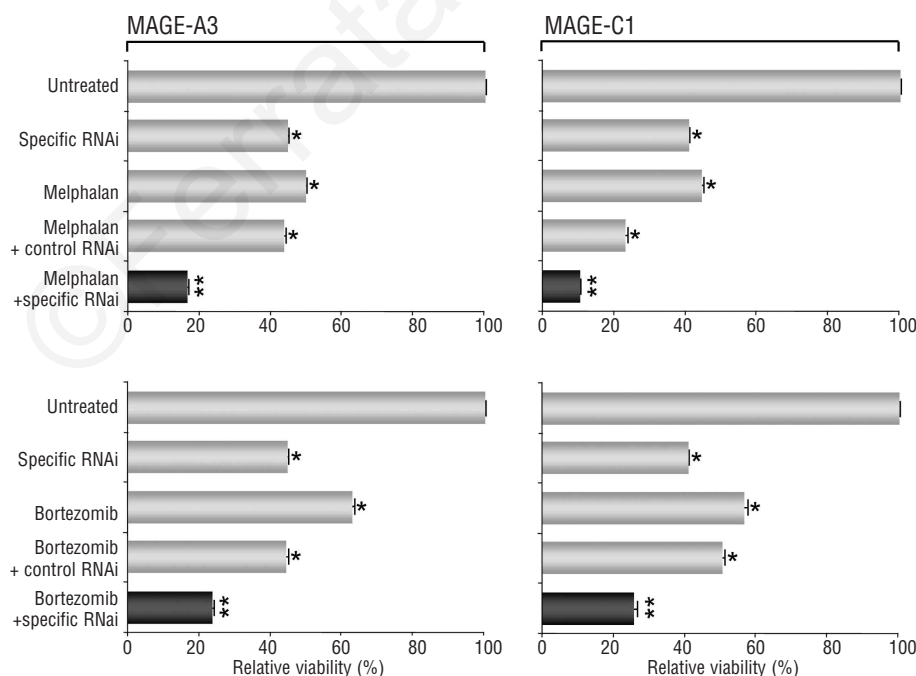 MAGE-A3
MAGE-C1
Untreated
*
*
Specific RNAi
*
*
Melphalan
*
*
Melphalan
+ control RNAi
**
**
Melphalan
+specific RNai
0 20 40 60 80 100
0 20 40 60 80 100
Untreated
*
*
Specific RNAi
*
*
Bortezomib
*
*
Bortezomib
+ control RNAi
**
**
Bortezomib
+specific RNai
0 20 40 60 80 100
0 20 40 60 80 100
Relative viability (%)
Relative viability (%)
©Ferrata